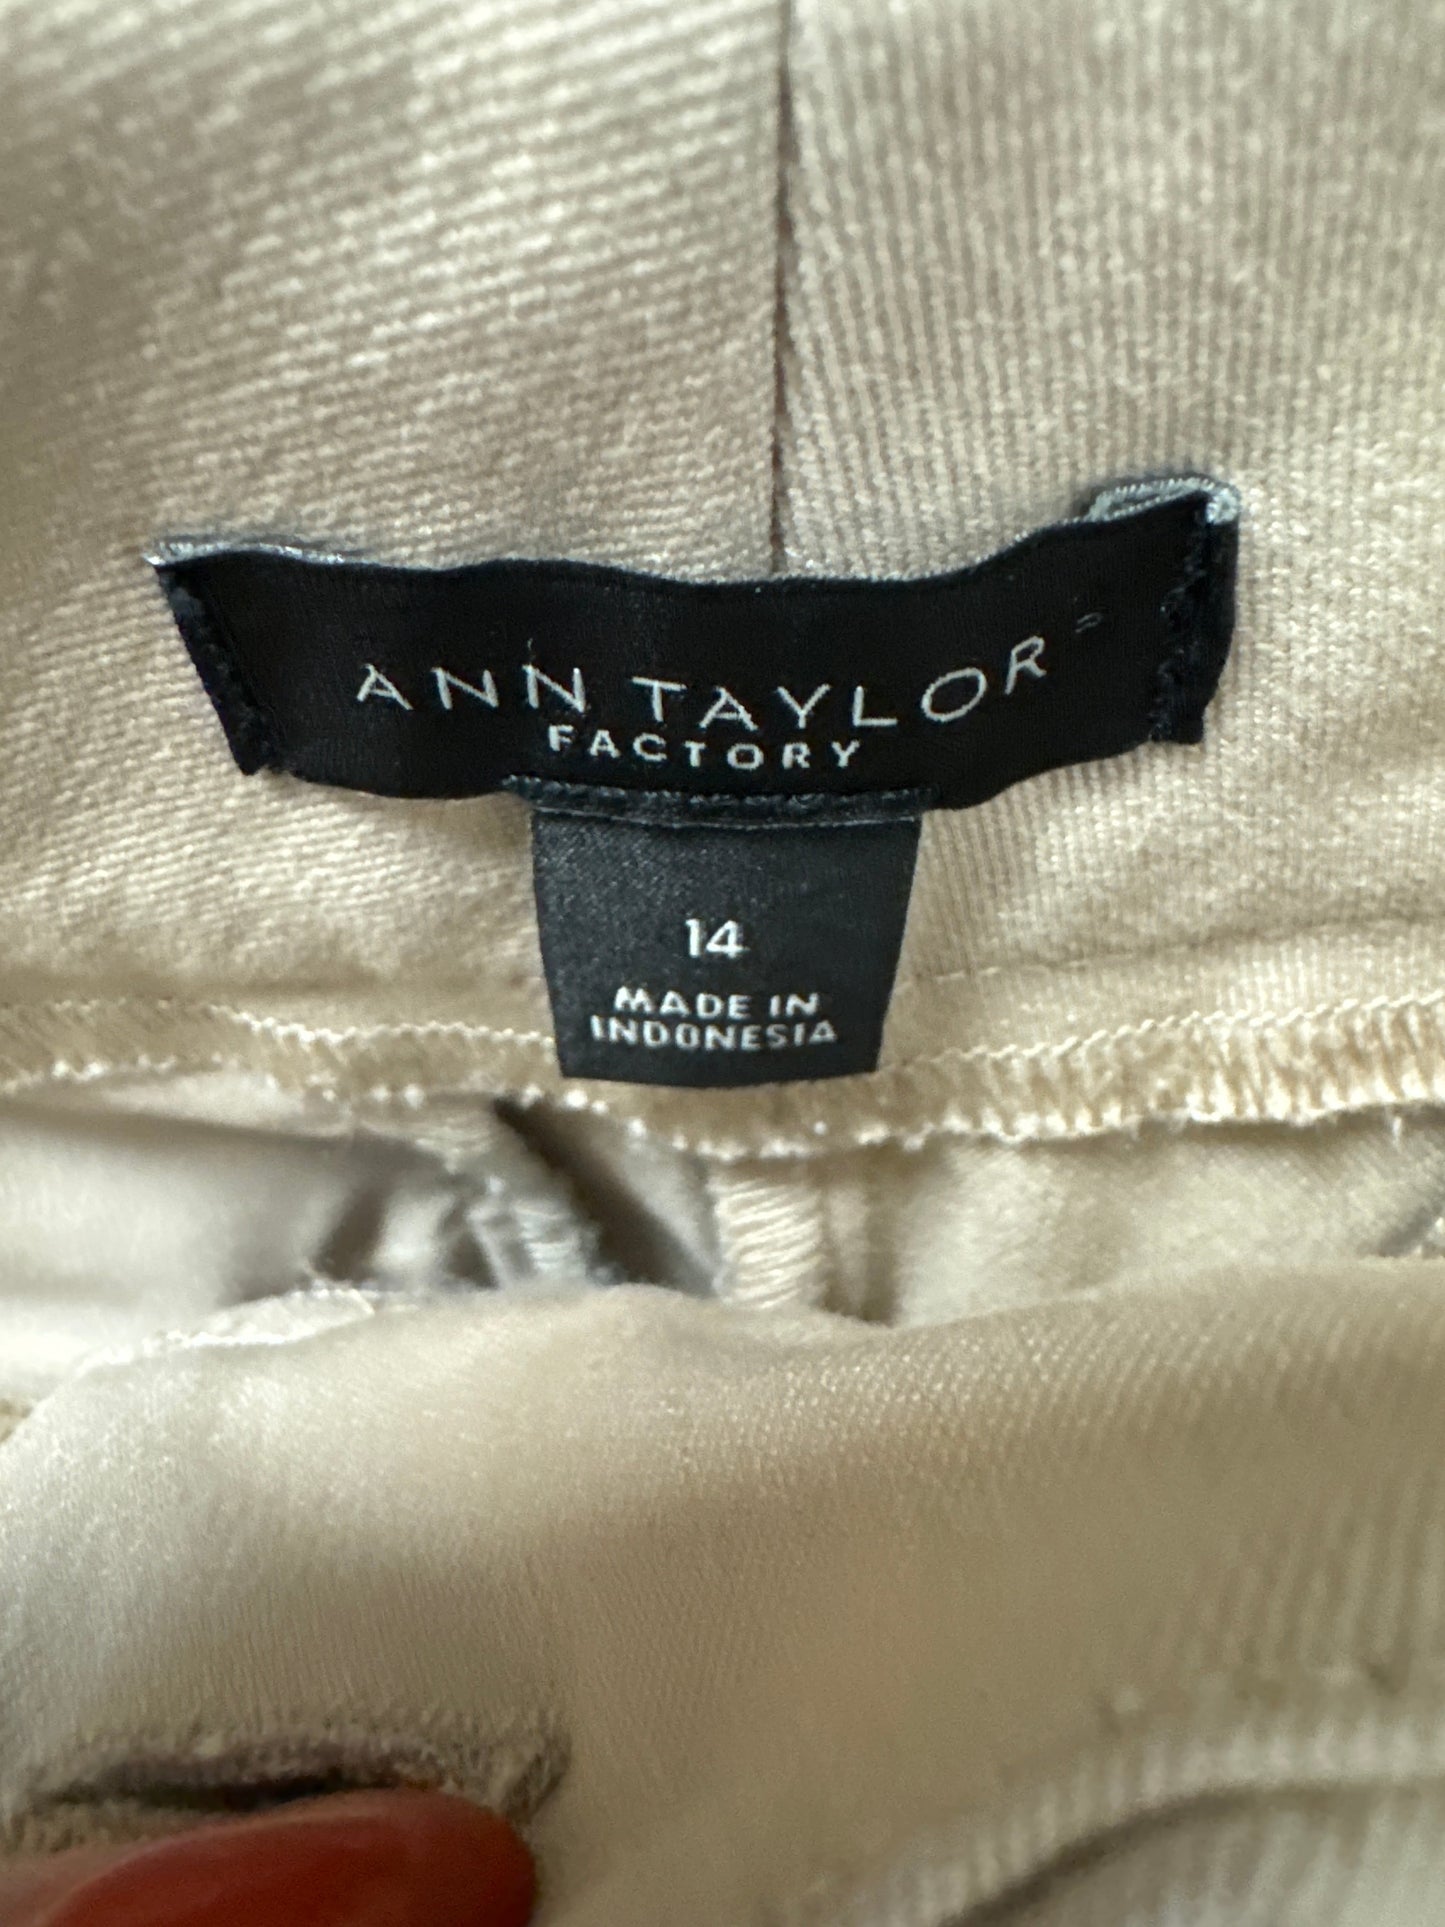 ANN TAYLOR
FACTORY
14
MADE IN
INDONESIA